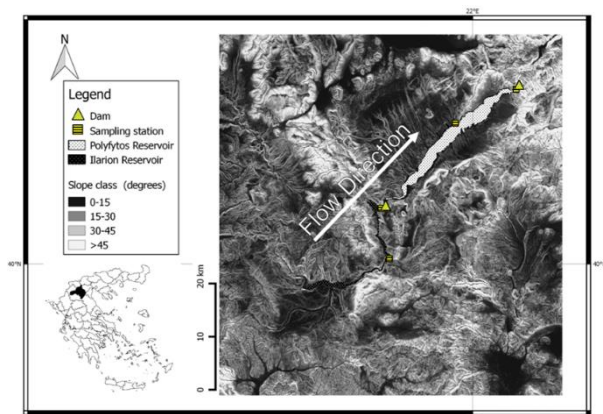 22°E
N
Legend
Dam
Sampling station
Polyfytos Reservoir
Ilarion Reservoir
Slope class (degrees)
0-15
15-30
30-45
>45
Flow Direction
40°N
40°N
20 km
10
0